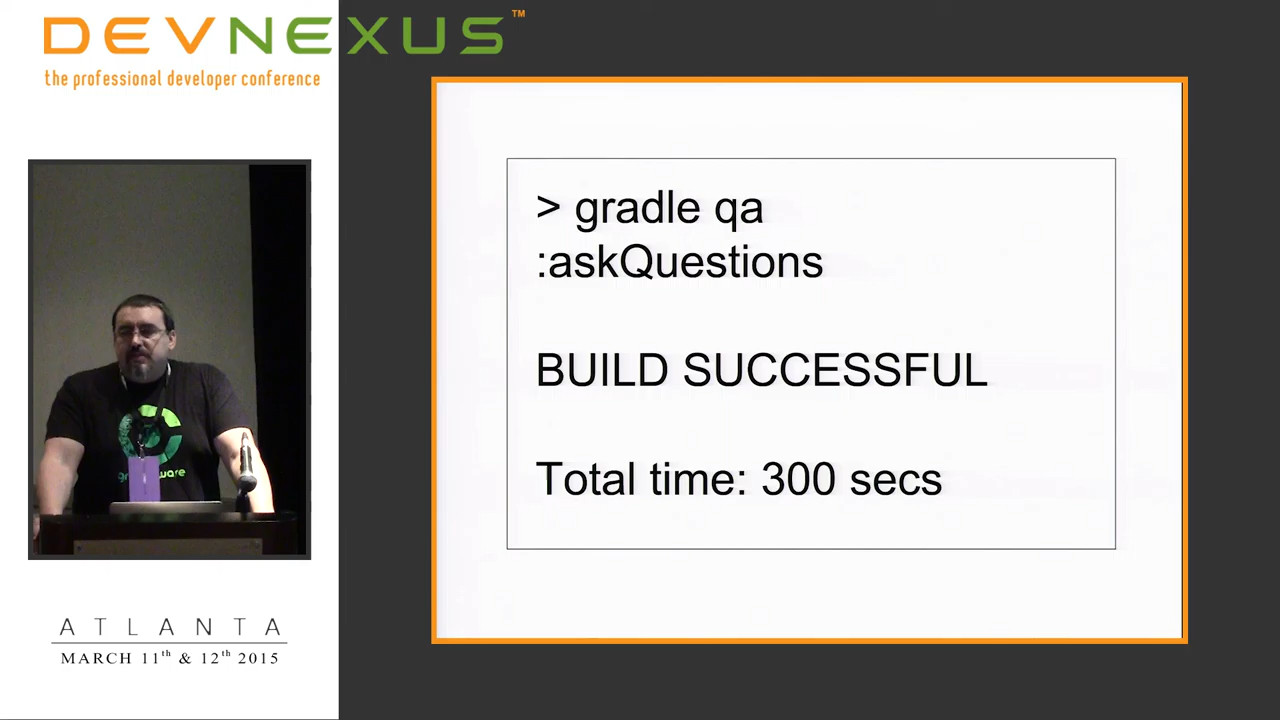 DEVNEXUS™
the professional developer conference
> gradle qa
:askQuestions
BUILD SUCCESSFUL
Total time: 300 secs
ATLANTA
MARCH 11th & 12th 2015